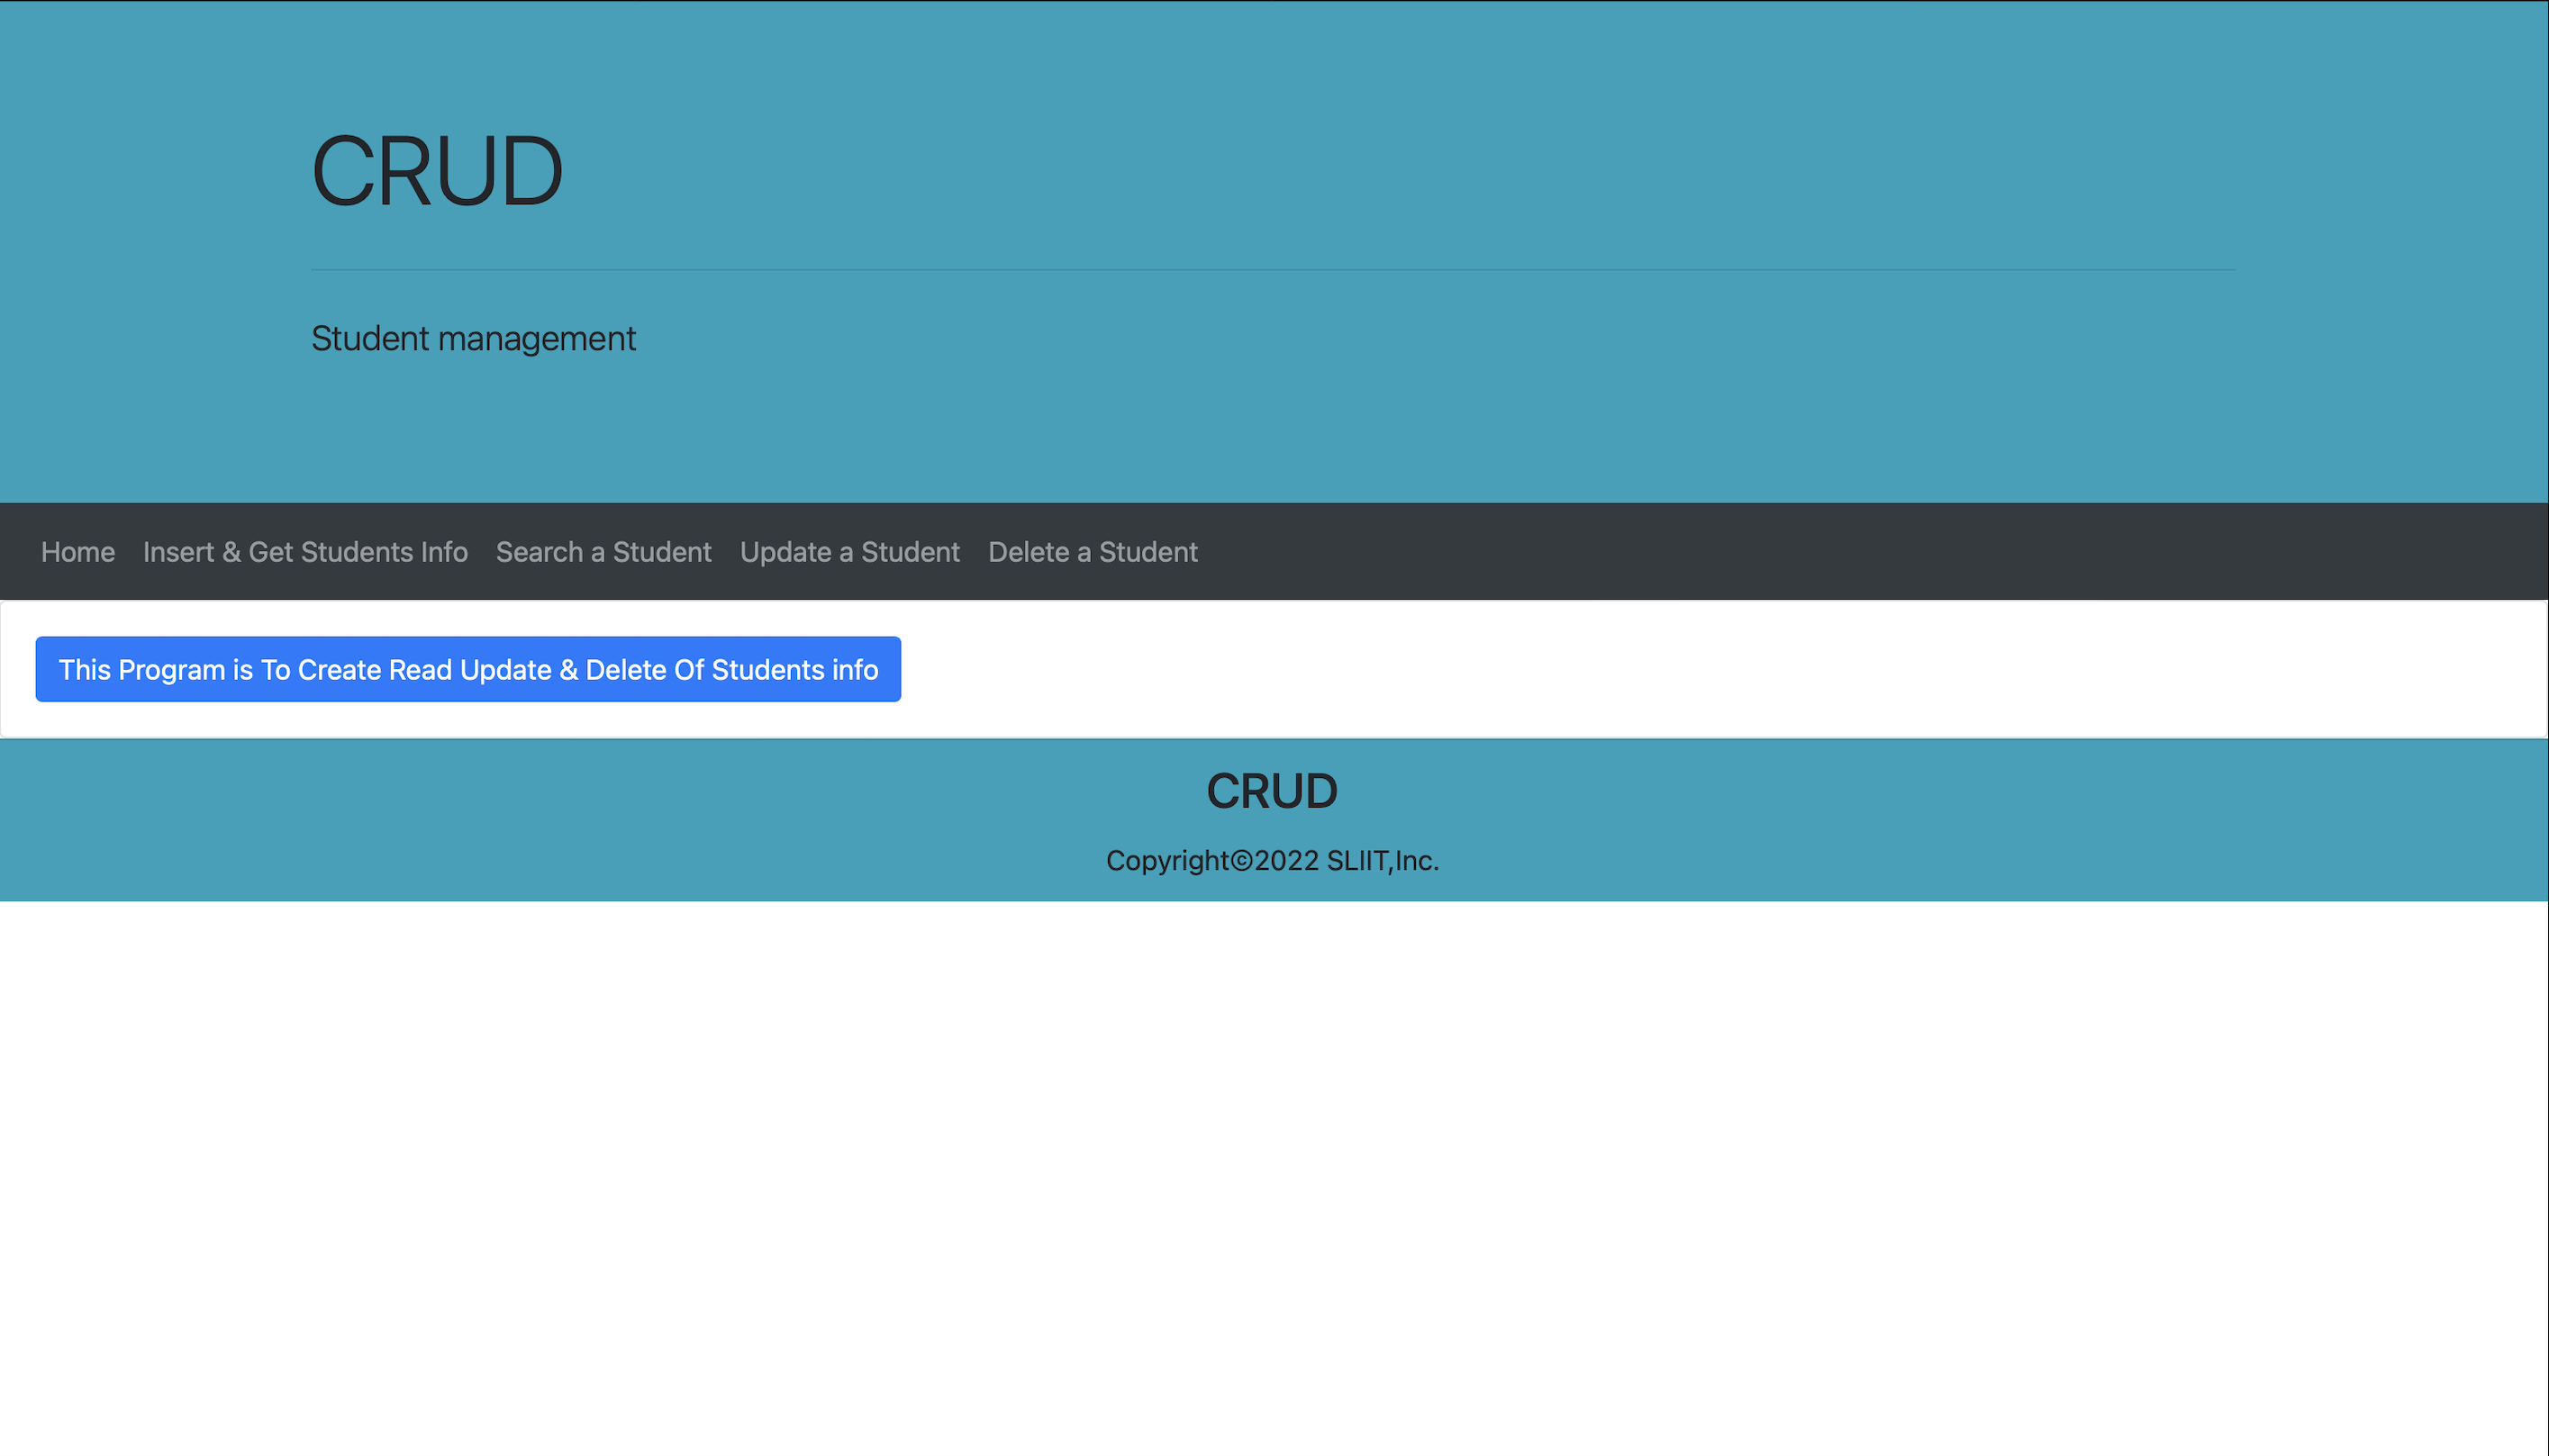 CRUD
Student management
Home Insert & Get Students Info Search a Student Update a Student Delete a Student
This Program is To Create Read Update & Delete Of Students info
CRUD
Copyright©2022 SLIIT,Inc.